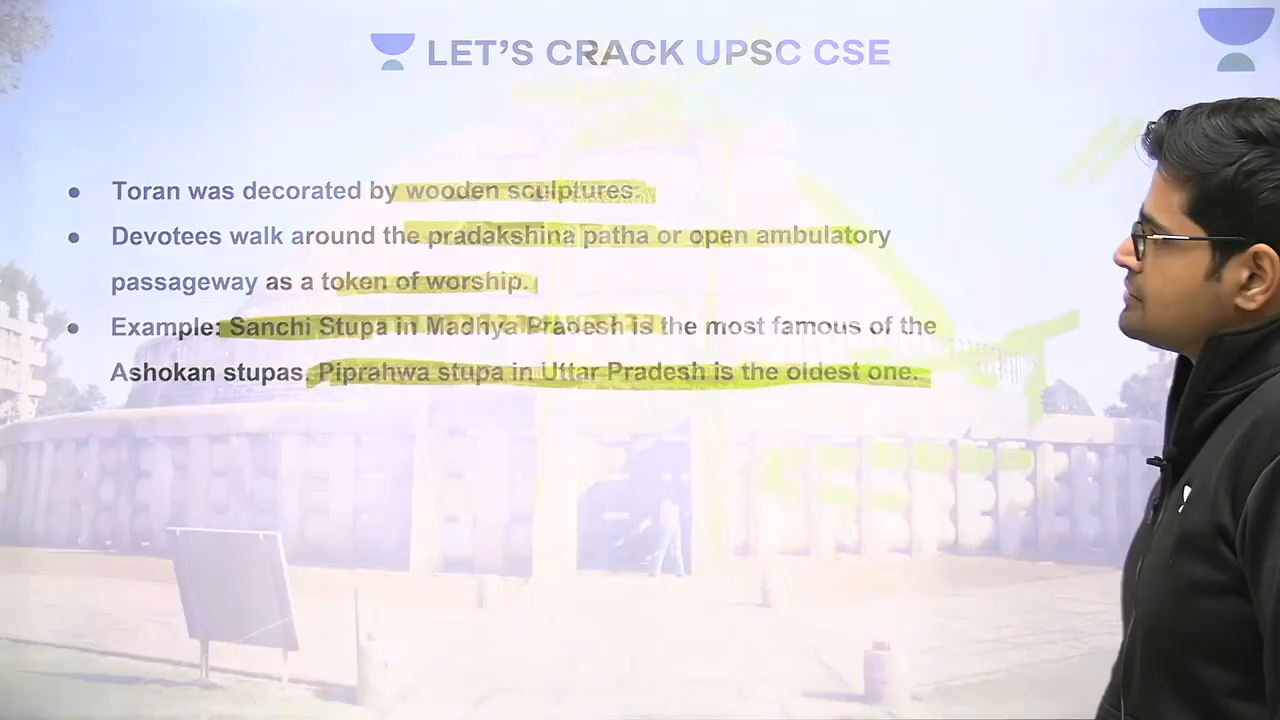 LET'S CRACK UPSC CSE
• Toran was decorated by wooden sculptures.
• Devotees walk around the pradakshina patha or open ambulatory
passageway as a token of worship.
• Example: Sanchi Stupa in Madhya Pradesh is the most famous of the
Ashokan stupas. Piprahwa stupa in Uttar Pradesh is the oldest one.